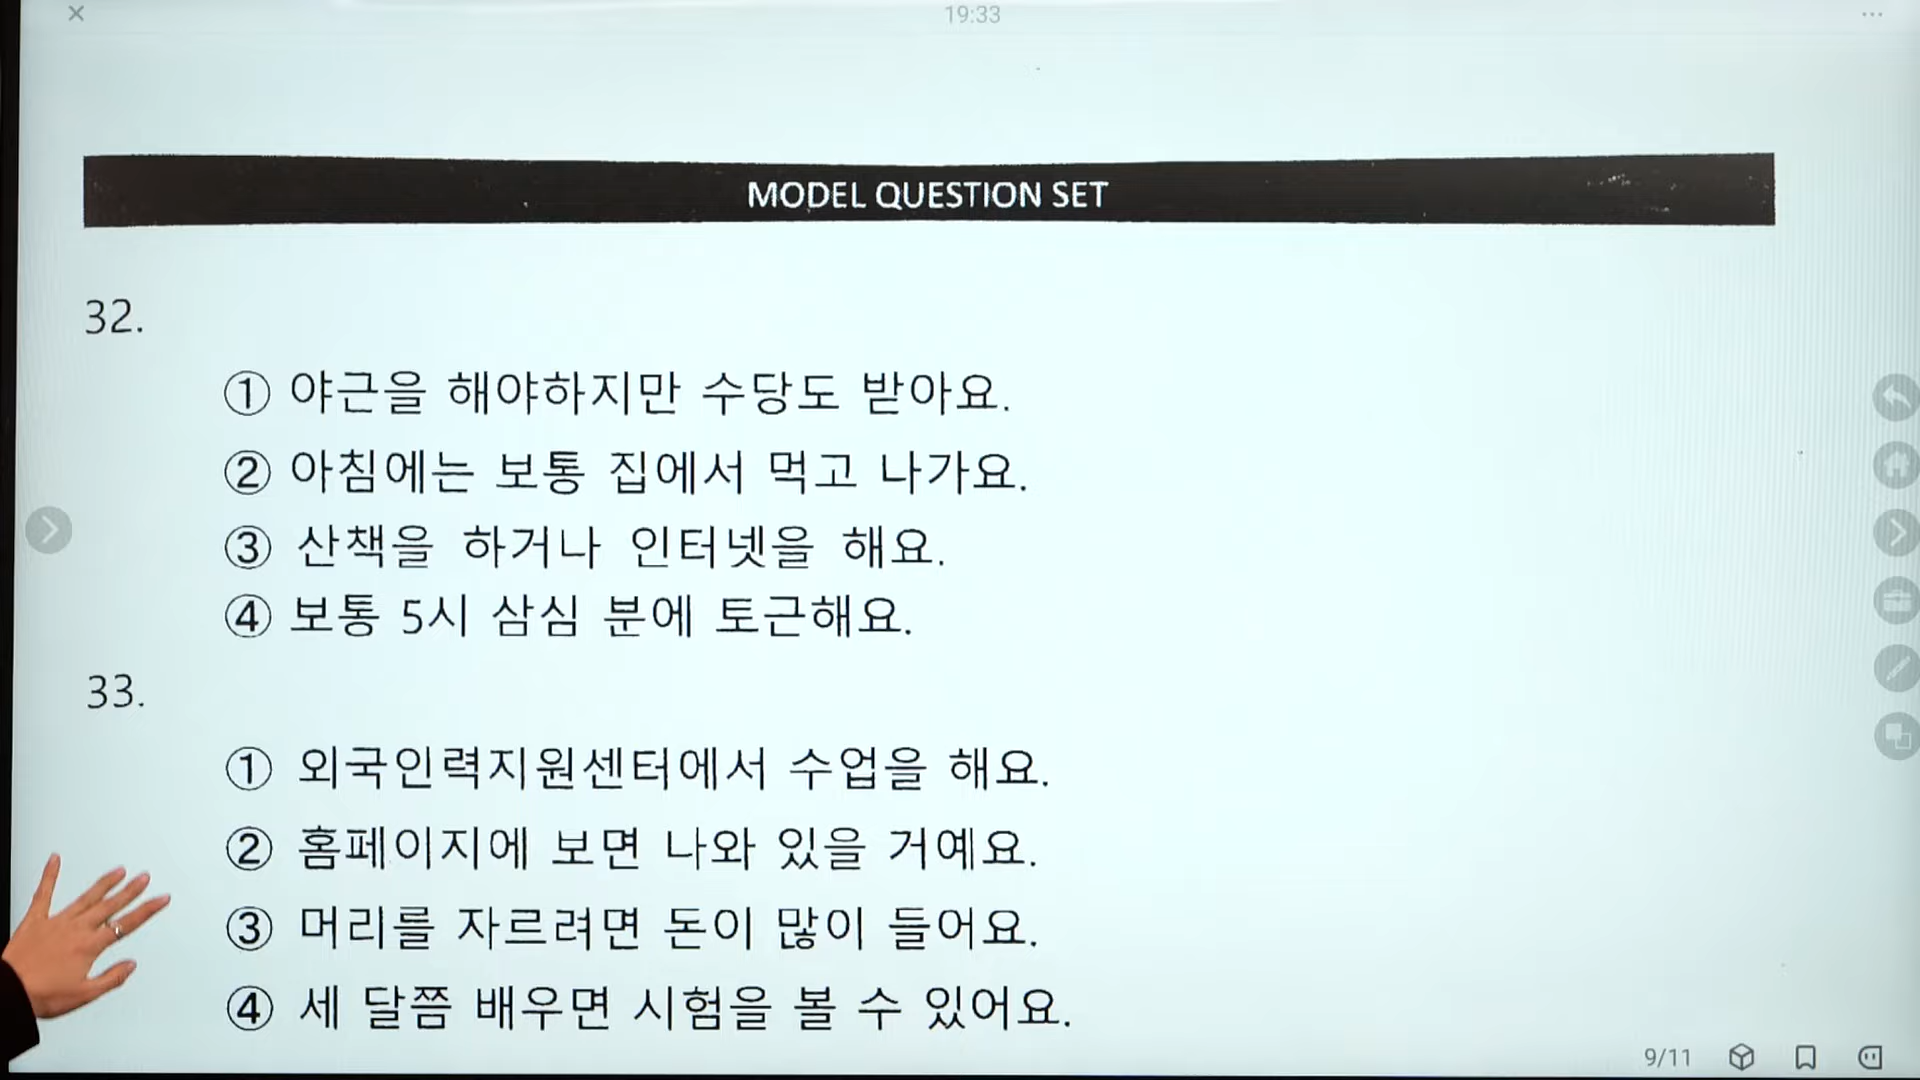 19:33
MODEL QUESTION SET
32.
① 야근을 해야하지만 수당도 받아요.
② 아침에는 보통 집에서 먹고 나가요.
③ 산책을 하거나 인터넷을 해요.
④ 보통 5시 삼심 분에 토근해요.
33.
① 외국인력지원센터에서 수업을 해요.
② 홈페이지에 보면 나와 있을 거예요.
③ 머리를 자르려면 돈이 많이 들어요.
④ 세 달쯤 배우면 시험을 볼 수 있어요.
9/11